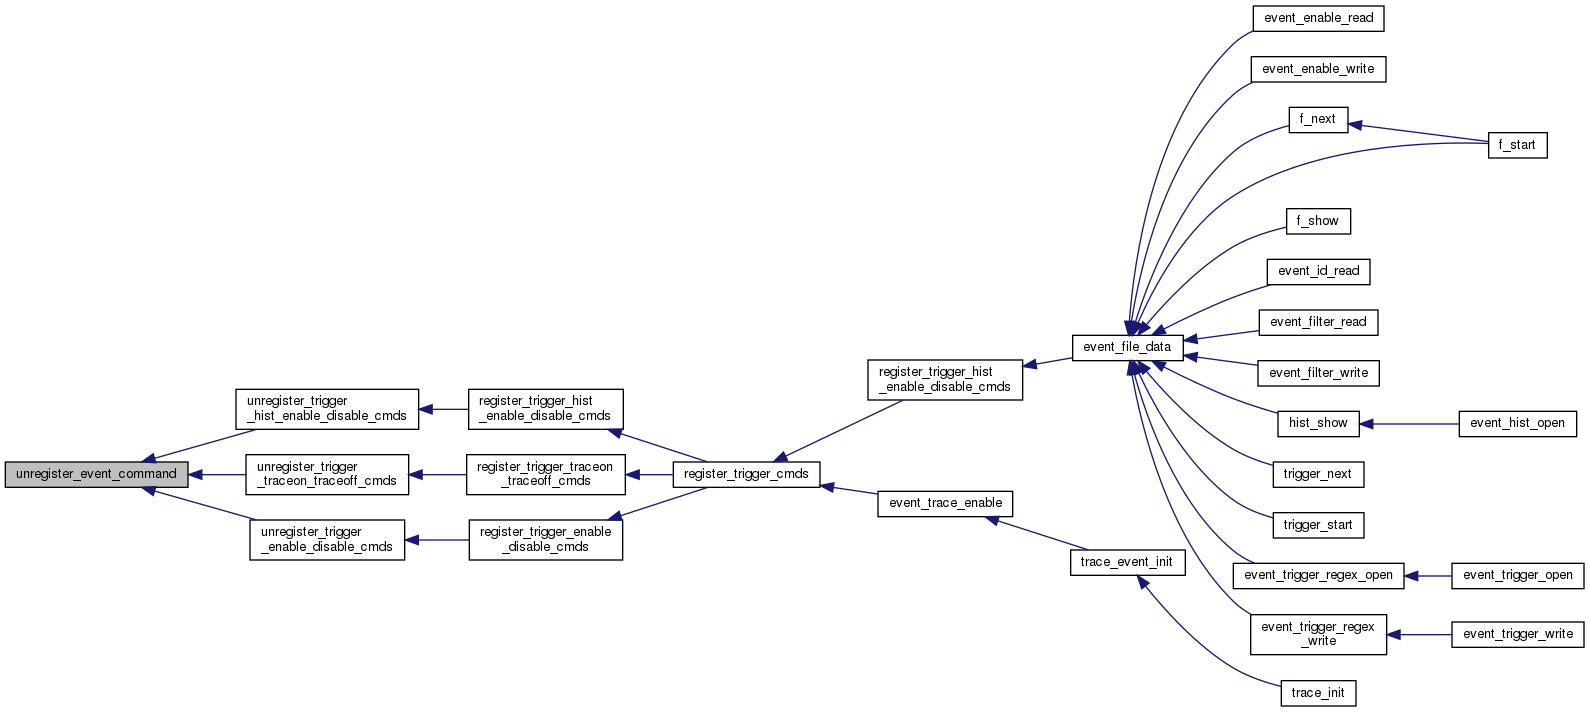 event_enable_read
event_enable_write
f_next
f_start
f_show
event_id_read
event_filter_read
event_file_data
register_trigger_hist
_enable_disable_cmds
event_filter_write
unregister_trigger
_hist_enable_disable_cmds
register_trigger_hist
_enable_disable_cmds
hist_show
event_hist_open
unregister_event_command
unregister_trigger
_traceon_traceoff_cmds
register_trigger_traceon
_traceoff_cmds
register_trigger_cmds
trigger_next
event_trace_enable
trigger_start
unregister_trigger
_enable_disable_cmds
register_trigger_enable
_disable_cmds
trace_event_init
event_trigger_regex_open
event_trigger_open
event_trigger_regex
_write
event_trigger_write
trace_init